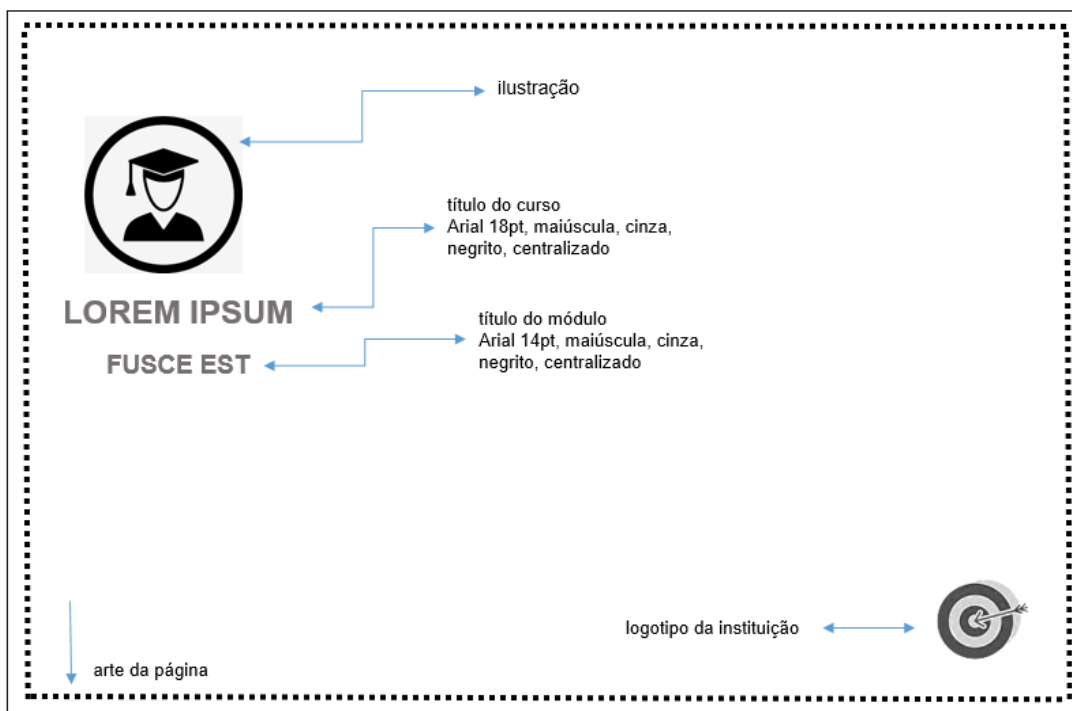 ilustração
título do curso
Arial 18pt, maiúscula, cinza,
negrito, centralizado
LOREM IPSUM
título do módulo
Arial 14pt, maiúscula, cinza,
negrito, centralizado
FUSCE EST
logotipo da instituição
arte da página